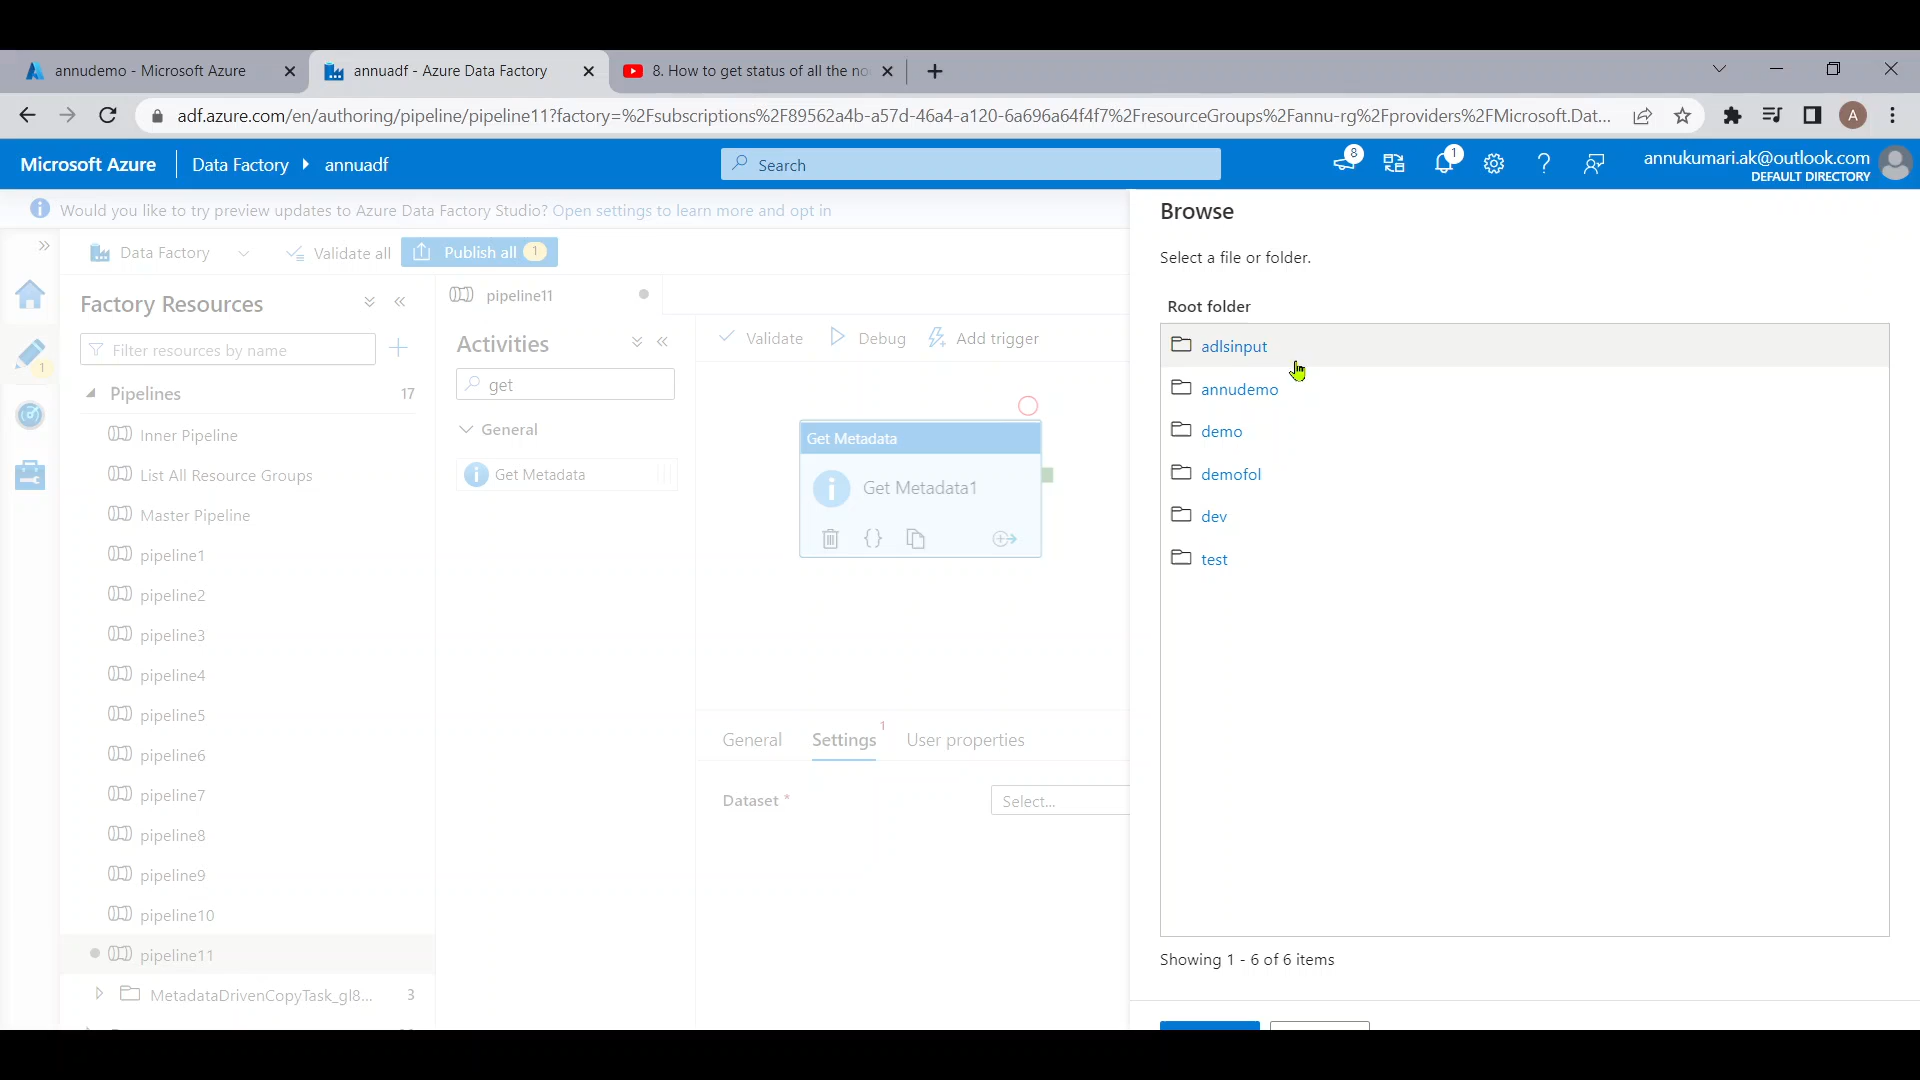 annudemo - Microsoft Azure
annuadf - Azure Data Factory
8. How to get status of all the no
adf.azure.com/en/authoring/pipeline/pipeline11?factory=%2Fsubscriptions%2F89562a4b-a57d-46a4-a120-6a696a64f4f7%2FresourceGroups%2Fannu-rg%2Fproviders%2FMicrosoft.Dat...
A
Microsoft Azure
Data Factory
annuadf
Search
8
1
annukumari.ak@outlook.com
DEFAULT DIRECTORY
Would you like to try preview updates to Azure Data Factory Studio? Open settings to learn more and opt in
Data Factory
Validate all
Publish all 1
Factory Resources
Filter resources by name
1
Pipelines 17
Inner Pipeline
List All Resource Groups
Master Pipeline
pipeline1
pipeline2
pipeline3
pipeline4
pipeline5
pipeline6
pipeline7
pipeline8
pipeline9
pipeline10
pipeline11
MetadataDrivenCopyTask_gl8... 3
pipeline11
Activities
get
General
Get Metadata
Validate
Debug
Add trigger
Get Metadata
Get Metadata1
General
Settings 1
User properties
Dataset *
Select...
Browse
Select a file or folder.
Root folder
adlsinput
annudemo
demo
demofol
dev
test
Showing 1 - 6 of 6 items